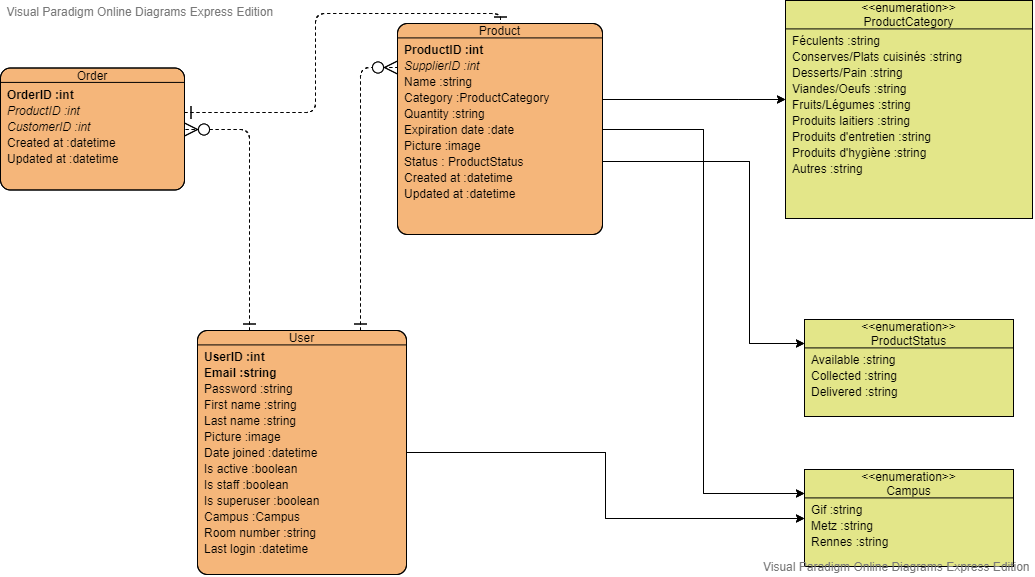 Visual Paradigm Online Diagrams Express Edition
Order
OrderID :int
ProductID :int
CustomerID :int
Created at :datetime
Updated at :datetime
Product
ProductID :int
SupplierID :int
Name :string
Category :ProductCategory
Quantity :string
Expiration date :date
Picture :image
Status : ProductStatus
Created at :datetime
Updated at :datetime
<<enumeration>>
ProductCategory
Féculents :string
Conserves/Plats cuisinés :string
Desserts/Pain :string
Viandes/Oeufs :string
Fruits/Légumes :string
Produits laitiers :string
Produits d'entretien :string
Produits d'hygiène :string
Autres :string
User
UserID :int
Email :string
Password :string
First name :string
Last name :string
Picture :image
Date joined :datetime
Is active :boolean
Is staff :boolean
Is superuser :boolean
Campus :Campus
Room number :string
Last login :datetime
<<enumeration>>
ProductStatus
Available :string
Collected :string
Delivered :string
<<enumeration>>
Campus
Gif :string
Metz :string
Rennes :string
Visual Paradigm Online Diagrams Express Edition